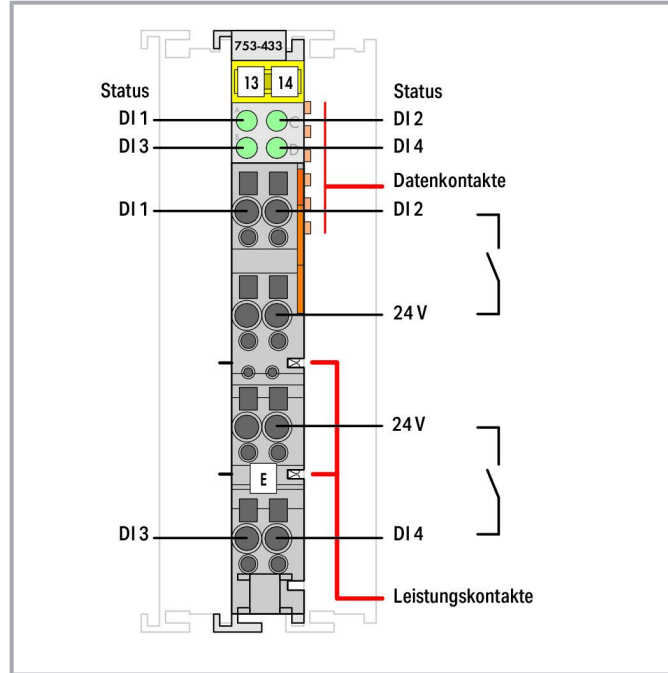 753-433
13 14
Status Status
A C
DI 1 DI 2
B D
DI 3 DI 4
Datenkontakte
DI 1 DI 2
24 V
24 V
E
DI 3 DI 4
Leistungskontakte